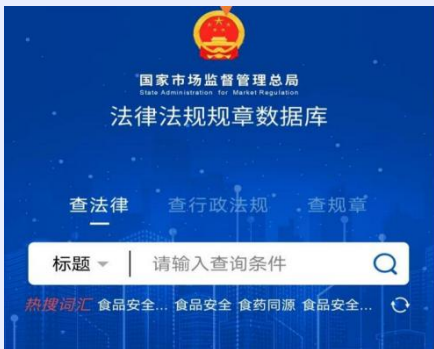 国家市场监督管理总局
State Administration for Market Regulation
法律法规规章数据库
查法律 查行政法规 查规章
标题 请输入查询条件
热搜词汇 食品安全... 食品安全 食药同源 食品安全...